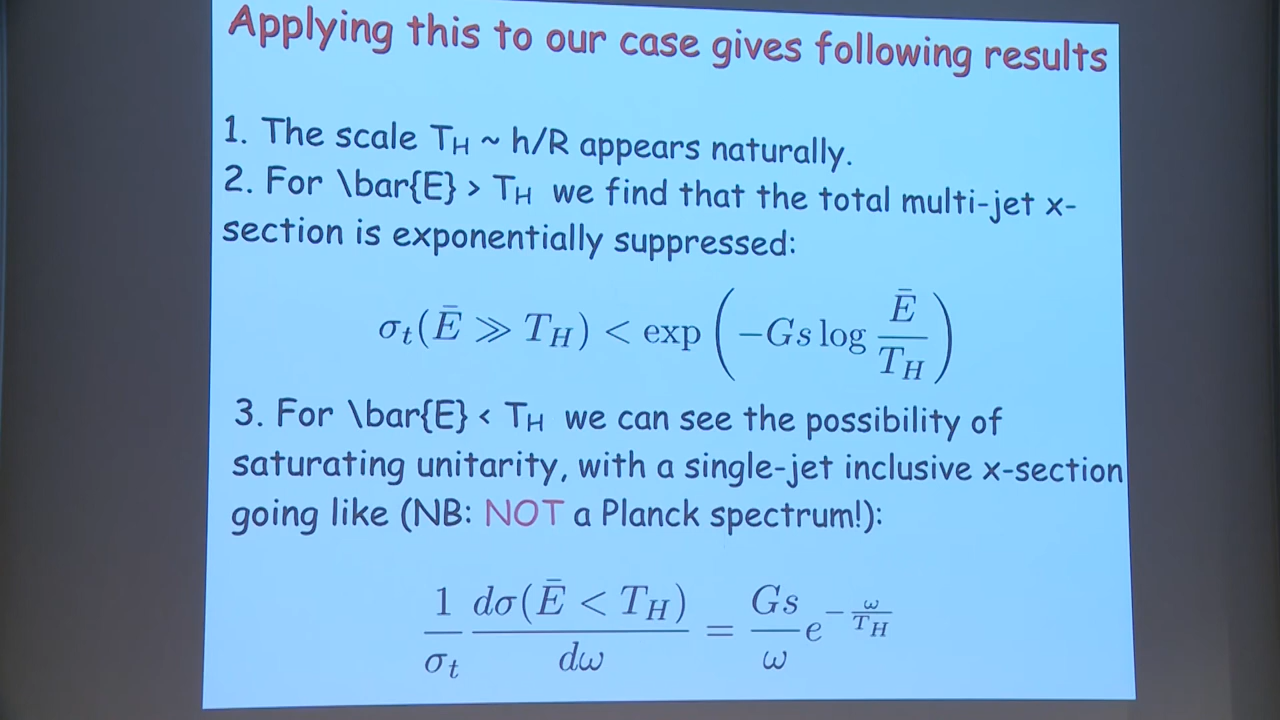 Applying this to our case gives following results
1. The scale T_H ~ h/R appears naturally.
2. For \bar{E} > T_H we find that the total multi-jet x-
section is exponentially suppressed:
σ_t(Ē ≫ T_H) < exp(−Gs log Ē/T_H)
3. For \bar{E} < T_H we can see the possibility of
saturating unitarity, with a single-jet inclusive x-section
going like (NB: NOT a Planck spectrum!):
1/σ_t dσ(Ē < T_H)/dω = Gs/ω e^{−ω/T_H}